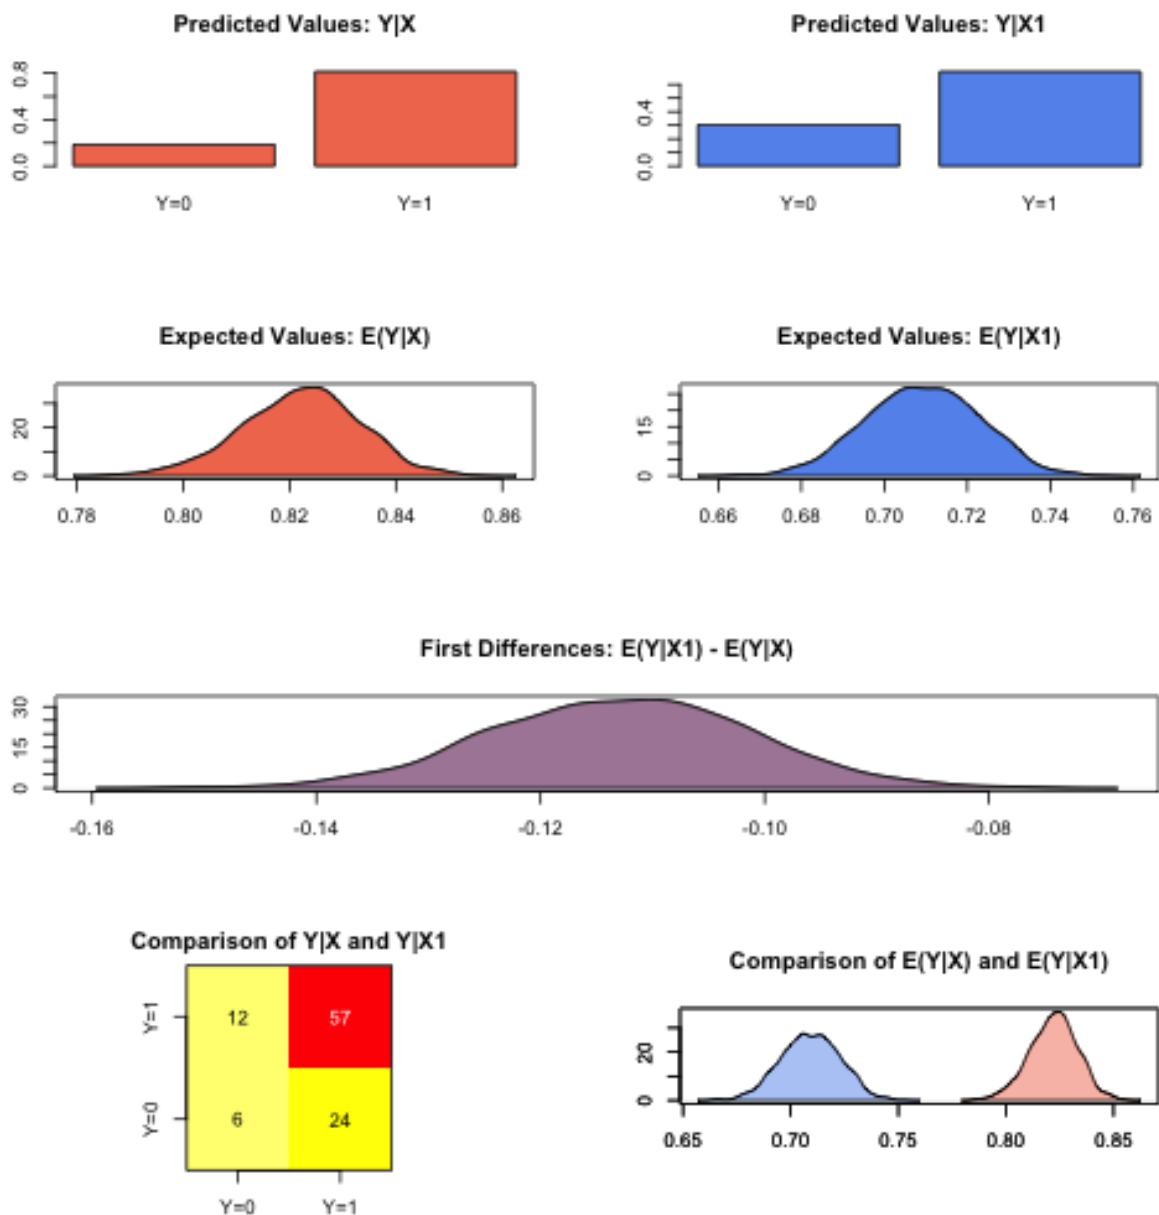 Predicted Values: Y|X
Predicted Values: Y|X1
0.8
0.4
0.0
Y=0 Y=1
0.4
0.0
Y=0 Y=1
Expected Values: E(Y|X)
Expected Values: E(Y|X1)
20
0
0.78 0.80 0.82 0.84 0.86
15
0
0.66 0.68 0.70 0.72 0.74 0.76
First Differences: E(Y|X1) - E(Y|X)
30
15
0
-0.16 -0.14 -0.12 -0.10 -0.08
Comparison of Y|X and Y|X1
Y=1 12 57
Y=0 6 24
Y=0 Y=1
Comparison of E(Y|X) and E(Y|X1)
20
0
0.65 0.70 0.75 0.80 0.85